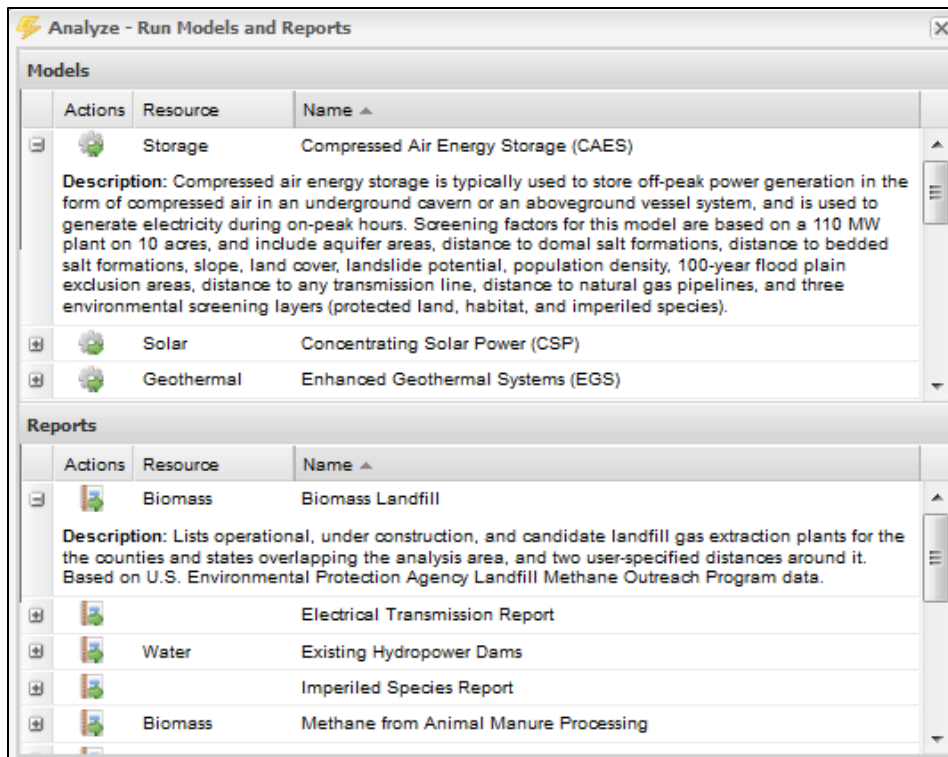 Analyze - Run Models and Reports
Models
Actions Resource Name
Storage Compressed Air Energy Storage (CAES)
Description: Compressed air energy storage is typically used to store off-peak power generation in the
form of compressed air in an underground cavern or an aboveground vessel system, and is used to
generate electricity during on-peak hours. Screening factors for this model are based on a 110 MW
plant on 10 acres, and include aquifer areas, distance to domal salt formations, distance to bedded
salt formations, slope, land cover, landslide potential, population density, 100-year flood plain
exclusion areas, distance to any transmission line, distance to natural gas pipelines, and three
environmental screening layers (protected land, habitat, and imperiled species).
Solar Concentrating Solar Power (CSP)
Geothermal Enhanced Geothermal Systems (EGS)
Reports
Actions Resource Name
Biomass Biomass Landfill
Description: Lists operational, under construction, and candidate landfill gas extraction plants for the
the counties and states overlapping the analysis area, and two user-specified distances around it.
Based on U.S. Environmental Protection Agency Landfill Methane Outreach Program data.
Electrical Transmission Report
Water Existing Hydropower Dams
Imperiled Species Report
Biomass Methane from Animal Manure Processing